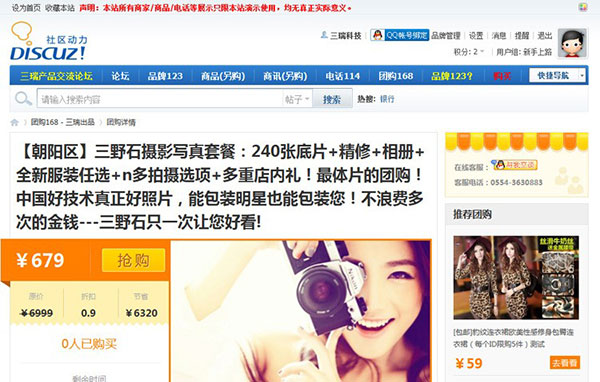 设为首页 收藏本站 声明：本站所有商家/商品/电话等展示只限本站演示使用，均无真正实际意义。
社区动力
DISCUZ!
三瑞科技 QQ帐号绑定 品牌管理 设置 消息 提醒 退出
积分: 2 用户组: 新手上路
三瑞产品交流论坛 论坛 品牌123 商品(另购) 商讯(另购) 电话114 团购168 品牌123? 购买 快捷导航
请输入搜索内容 帖子 搜索 热搜: 银行
团购168 - 三瑞出品 团购详情
【朝阳区】三野石摄影写真套餐：240张底片+精修+相册+
全新服装任选+n多拍摄选项+多重店内礼！最体片的团购！
中国好技术真正好照片，能包装明星也能包装您！不浪费多
次的金钱---三野石只一次让您好看!
在线客服：
客服电话：0554-3630883
推荐团购
¥679 抢购
原价 折扣 节省
¥6999 0.9 ¥6320
0人已购买
剩余时间
Nikon
丝滑牛奶丝
[包邮]豹纹连衣裙欧美性感修身包臀连
衣裙（每个ID限购5件）测试
¥59 去看看